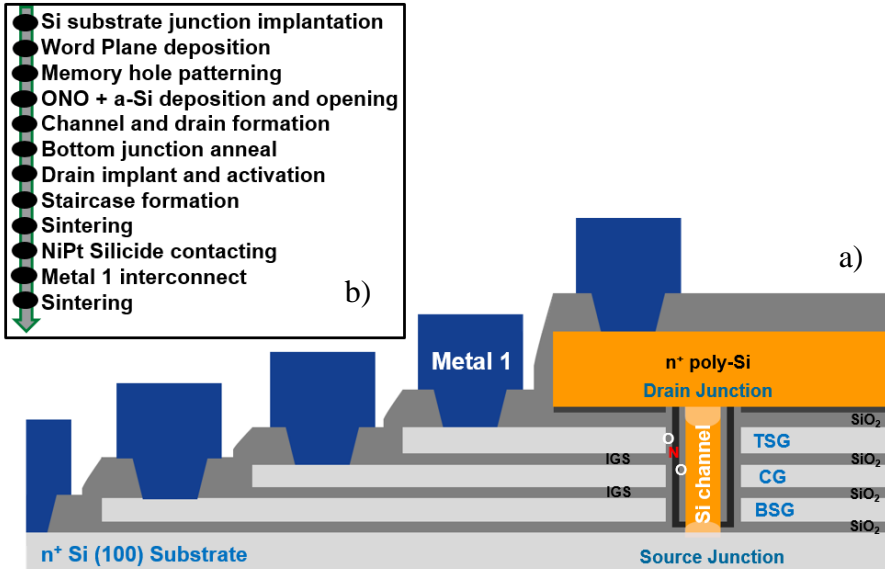 Si substrate junction implantation
Word Plane deposition
Memory hole patterning
ONO + a-Si deposition and opening
Channel and drain formation
Bottom junction anneal
Drain implant and activation
Staircase formation
Sintering
NiPt Silicide contacting
Metal 1 interconnect
Sintering
b)
a)
Metal 1
n⁺ poly-Si
Drain Junction
SiO₂
O
N
O
Si channel
TSG
IGS
SiO₂
CG
IGS
SiO₂
BSG
SiO₂
n⁺ Si (100) Substrate
Source Junction